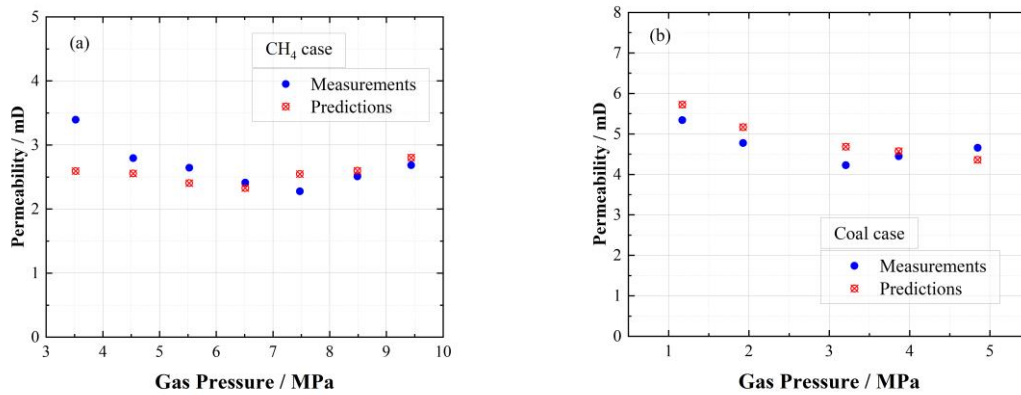 (a)
CH₄ case
Measurements
Predictions
5
4
3
2
1
0
Permeability / mD
3 4 5 6 7 8 9 10
Gas Pressure / MPa
(b)
8
7
6
5
4
3
2
1
0
Permeability / mD
Coal case
Measurements
Predictions
1 2 3 4 5
Gas Pressure / MPa